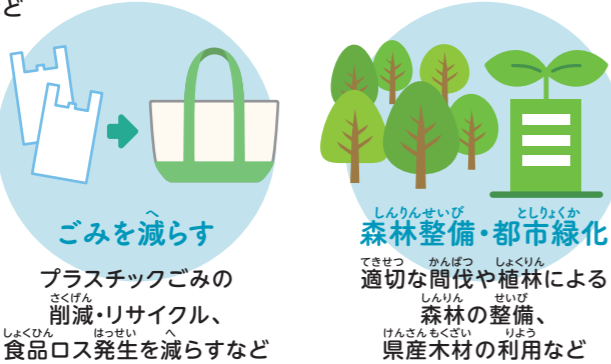 ど
ごみを減らす
プラスチックごみの
削減・リサイクル、
食品ロス発生を減らすなど
森林整備・都市緑化
適切な間伐や植林による
森林の整備、
県産木材の利用など